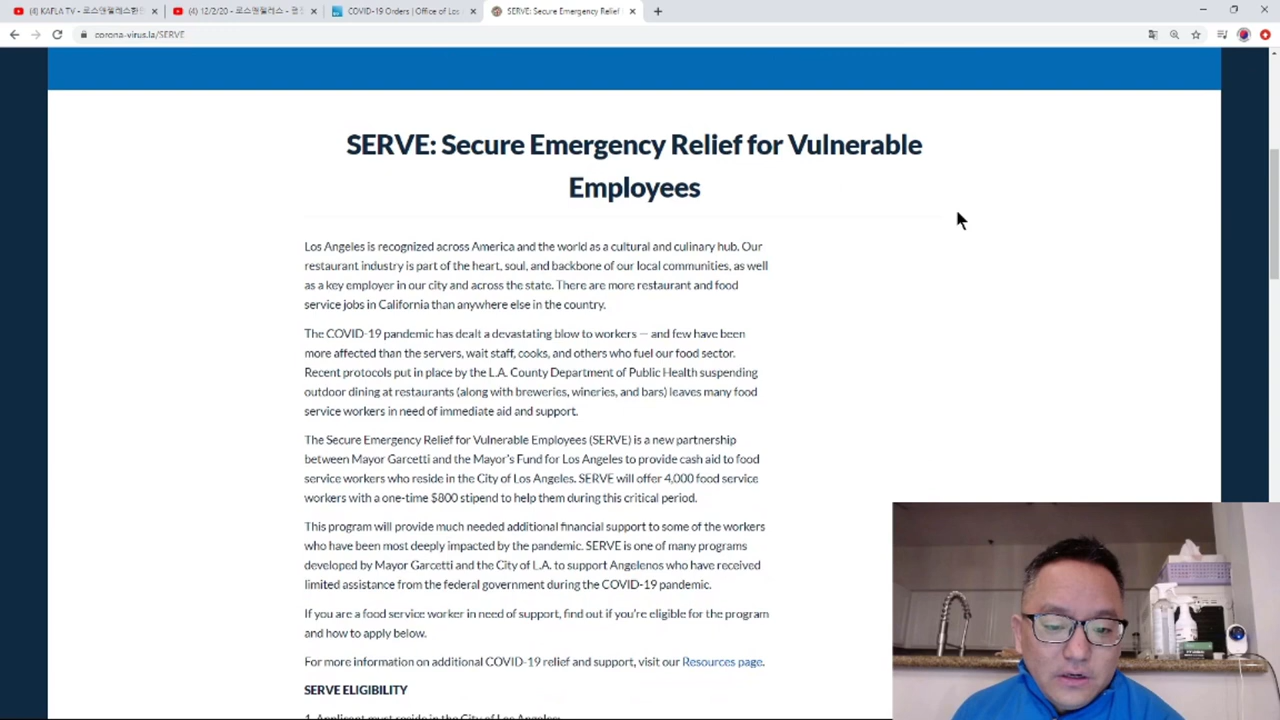 (4) KAFLA TV - 로스앤젤레스한
(4) 12/2/20 - 로스앤젤레스 -
COVID-19 Orders | Office of Los
SERVE: Secure Emergency Relief
corona-virus.la/SERVE
SERVE: Secure Emergency Relief for Vulnerable
Employees
Los Angeles is recognized across America and the world as a cultural and culinary hub. Our
restaurant industry is part of the heart, soul, and backbone of our local communities, as well
as a key employer in our city and across the state. There are more restaurant and food
service jobs in California than anywhere else in the country.
The COVID-19 pandemic has dealt a devastating blow to workers — and few have been
more affected than the servers, wait staff, cooks, and others who fuel our food sector.
Recent protocols put in place by the L.A. County Department of Public Health suspending
outdoor dining at restaurants (along with breweries, wineries, and bars) leaves many food
service workers in need of immediate aid and support.
The Secure Emergency Relief for Vulnerable Employees (SERVE) is a new partnership
between Mayor Garcetti and the Mayor's Fund for Los Angeles to provide cash aid to food
service workers who reside in the City of Los Angeles. SERVE will offer 4,000 food service
workers with a one-time $800 stipend to help them during this critical period.
This program will provide much needed additional financial support to some of the workers
who have been most deeply impacted by the pandemic. SERVE is one of many programs
developed by Mayor Garcetti and the City of L.A. to support Angelenos who have received
limited assistance from the federal government during the COVID-19 pandemic.
If you are a food service worker in need of support, find out if you're eligible for the program
and how to apply below.
For more information on additional COVID-19 relief and support, visit our Resources page.
SERVE ELIGIBILITY
1. Applicant must reside in the City of Los Angeles;